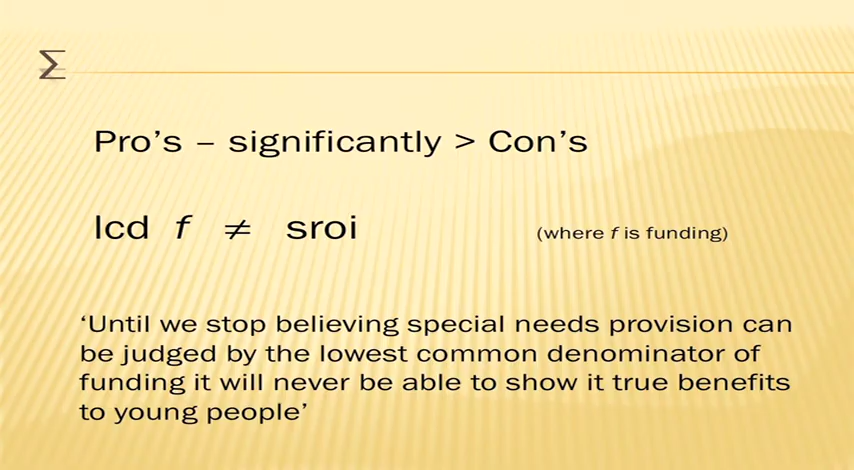 Σ
Pro’s – significantly > Con’s
lcd f ≠ sroi (where f is funding)
‘Until we stop believing special needs provision can
be judged by the lowest common denominator of
funding it will never be able to show it true benefits
to young people’